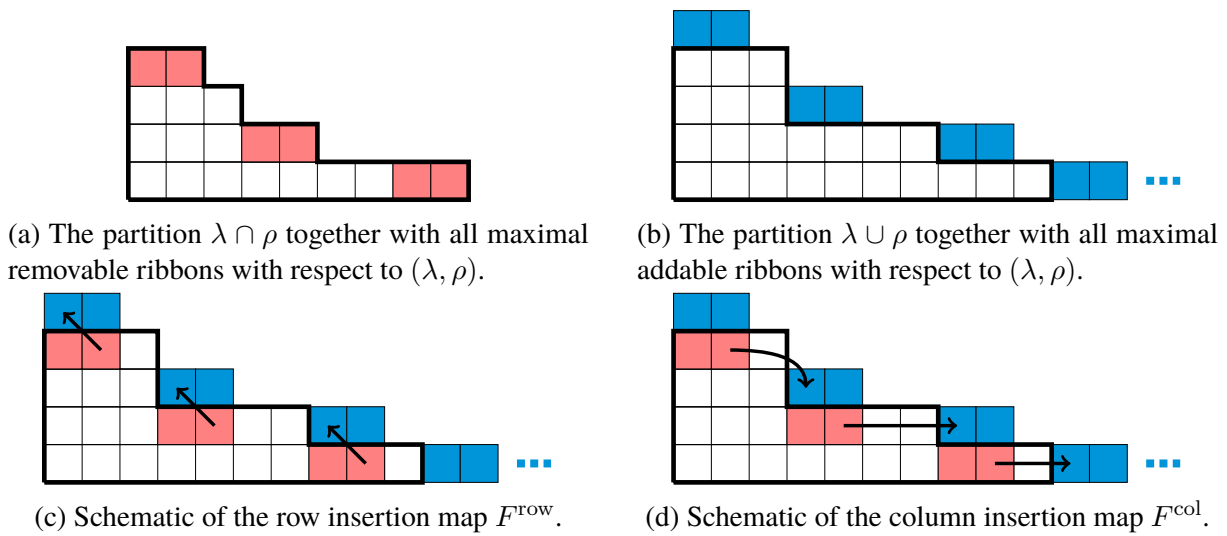 (a) The partition λ ∩ ρ together with all maximal
removable ribbons with respect to (λ, ρ).
(b) The partition λ ∪ ρ together with all maximal
addable ribbons with respect to (λ, ρ).
(c) Schematic of the row insertion map F^row.
(d) Schematic of the column insertion map F^col.